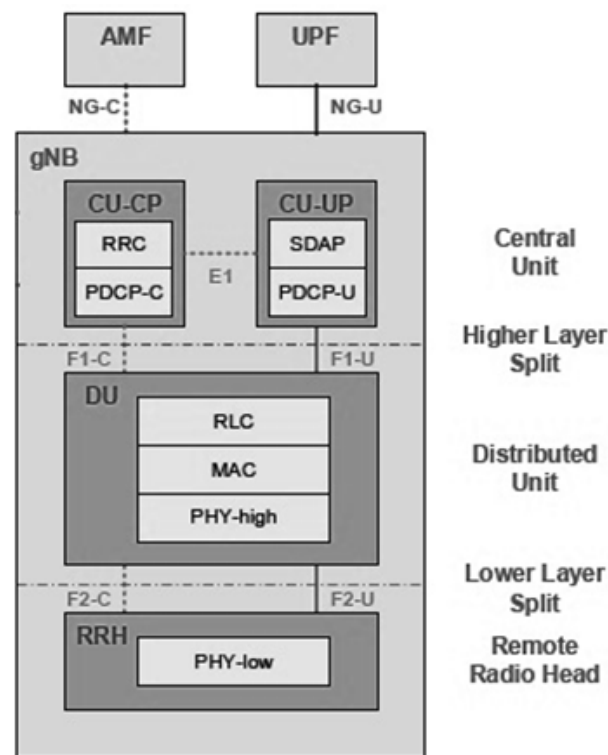 AMF
UPF
NG-C
NG-U
gNB
CU-CP
CU-UP
RRC
SDAP
E1
PDCP-C
PDCP-U
Central
Unit
Higher Layer
Split
F1-C
F1-U
DU
RLC
MAC
PHY-high
Distributed
Unit
Lower Layer
Split
F2-C
F2-U
RRH
PHY-low
Remote
Radio Head